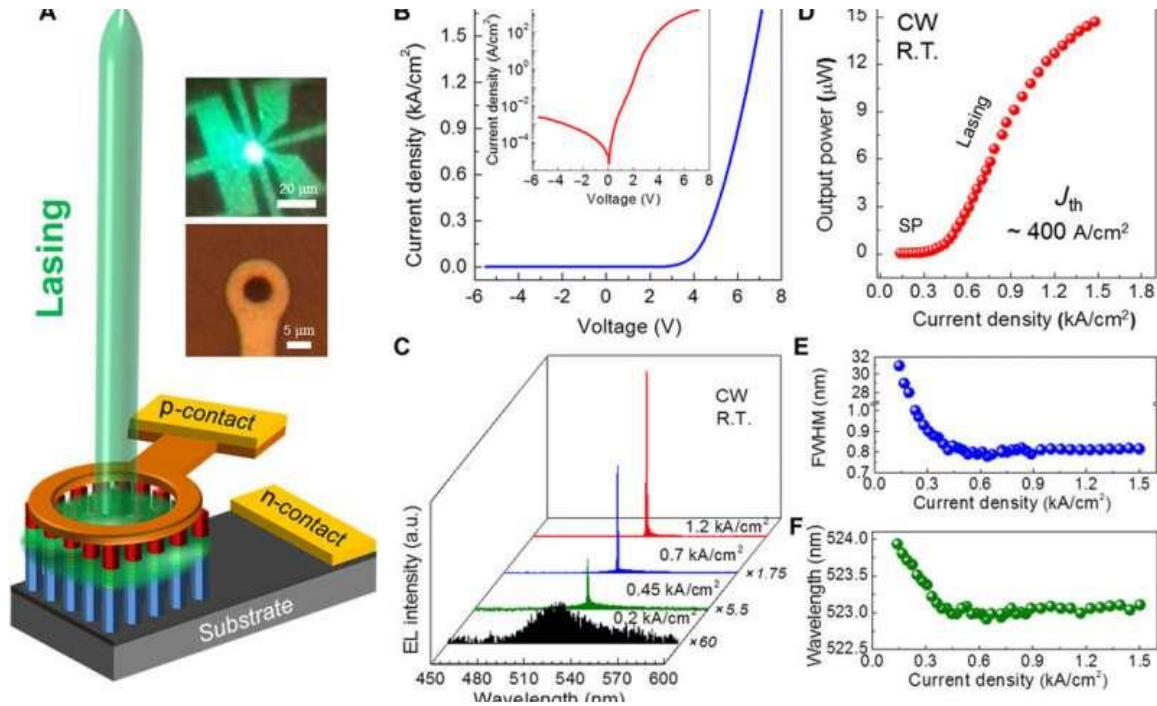 A
Lasing
20 μm
5 μm
p-contact
n-contact
Substrate
B
Current density (kA/cm²)
1.5
1.2
0.9
0.6
0.3
0.0
−6 −4 −2 0 2 4 6 8
Voltage (V)
Current density (A/cm²)
10²
10⁰
10⁻²
10⁻⁴
−6 −4 −2 0 2 4 6 8
Voltage (V)
C
CW
R.T.
EL intensity (a.u.)
1.2 kA/cm²
0.7 kA/cm²
×1.75
0.45 kA/cm²
×5.5
0.2 kA/cm²
×60
450 480 510 540 570 600
Wavelength (nm)
D
CW
R.T.
Output power (μW)
15
12
9
6
3
0
Lasing
SP
Jth
~ 400 A/cm²
0.0 0.3 0.6 0.9 1.2 1.5 1.8
Current density (kA/cm²)
E
FWHM (nm)
32
30
28
1.0
0.9
0.8
0.7
0.0 0.3 0.6 0.9 1.2 1.5
Current density (kA/cm²)
F
Wavelength (nm)
524.0
523.5
523.0
522.5
0.0 0.3 0.6 0.9 1.2 1.5
Current density (kA/cm²)